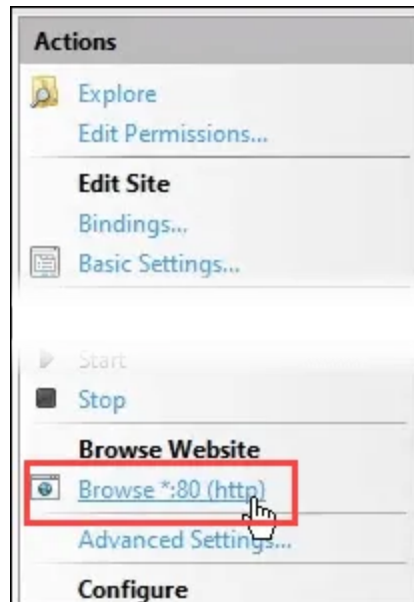 Actions
Explore
Edit Permissions...
Edit Site
Bindings...
Basic Settings...
Start
Stop
Browse Website
Browse *:80 (http)
Advanced Settings...
Configure